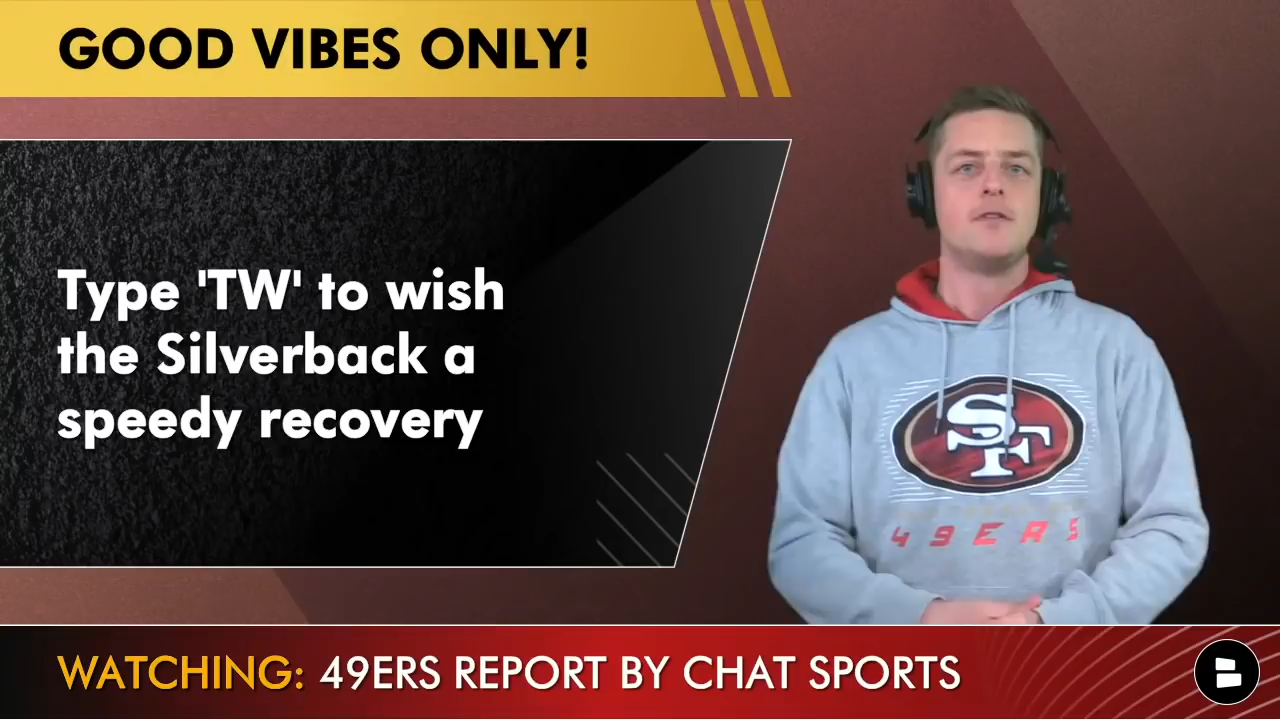 GOOD VIBES ONLY!
Type 'TW' to wish
the Silverback a
speedy recovery
SF
49ERS
WATCHING: 49ERS REPORT BY CHAT SPORTS